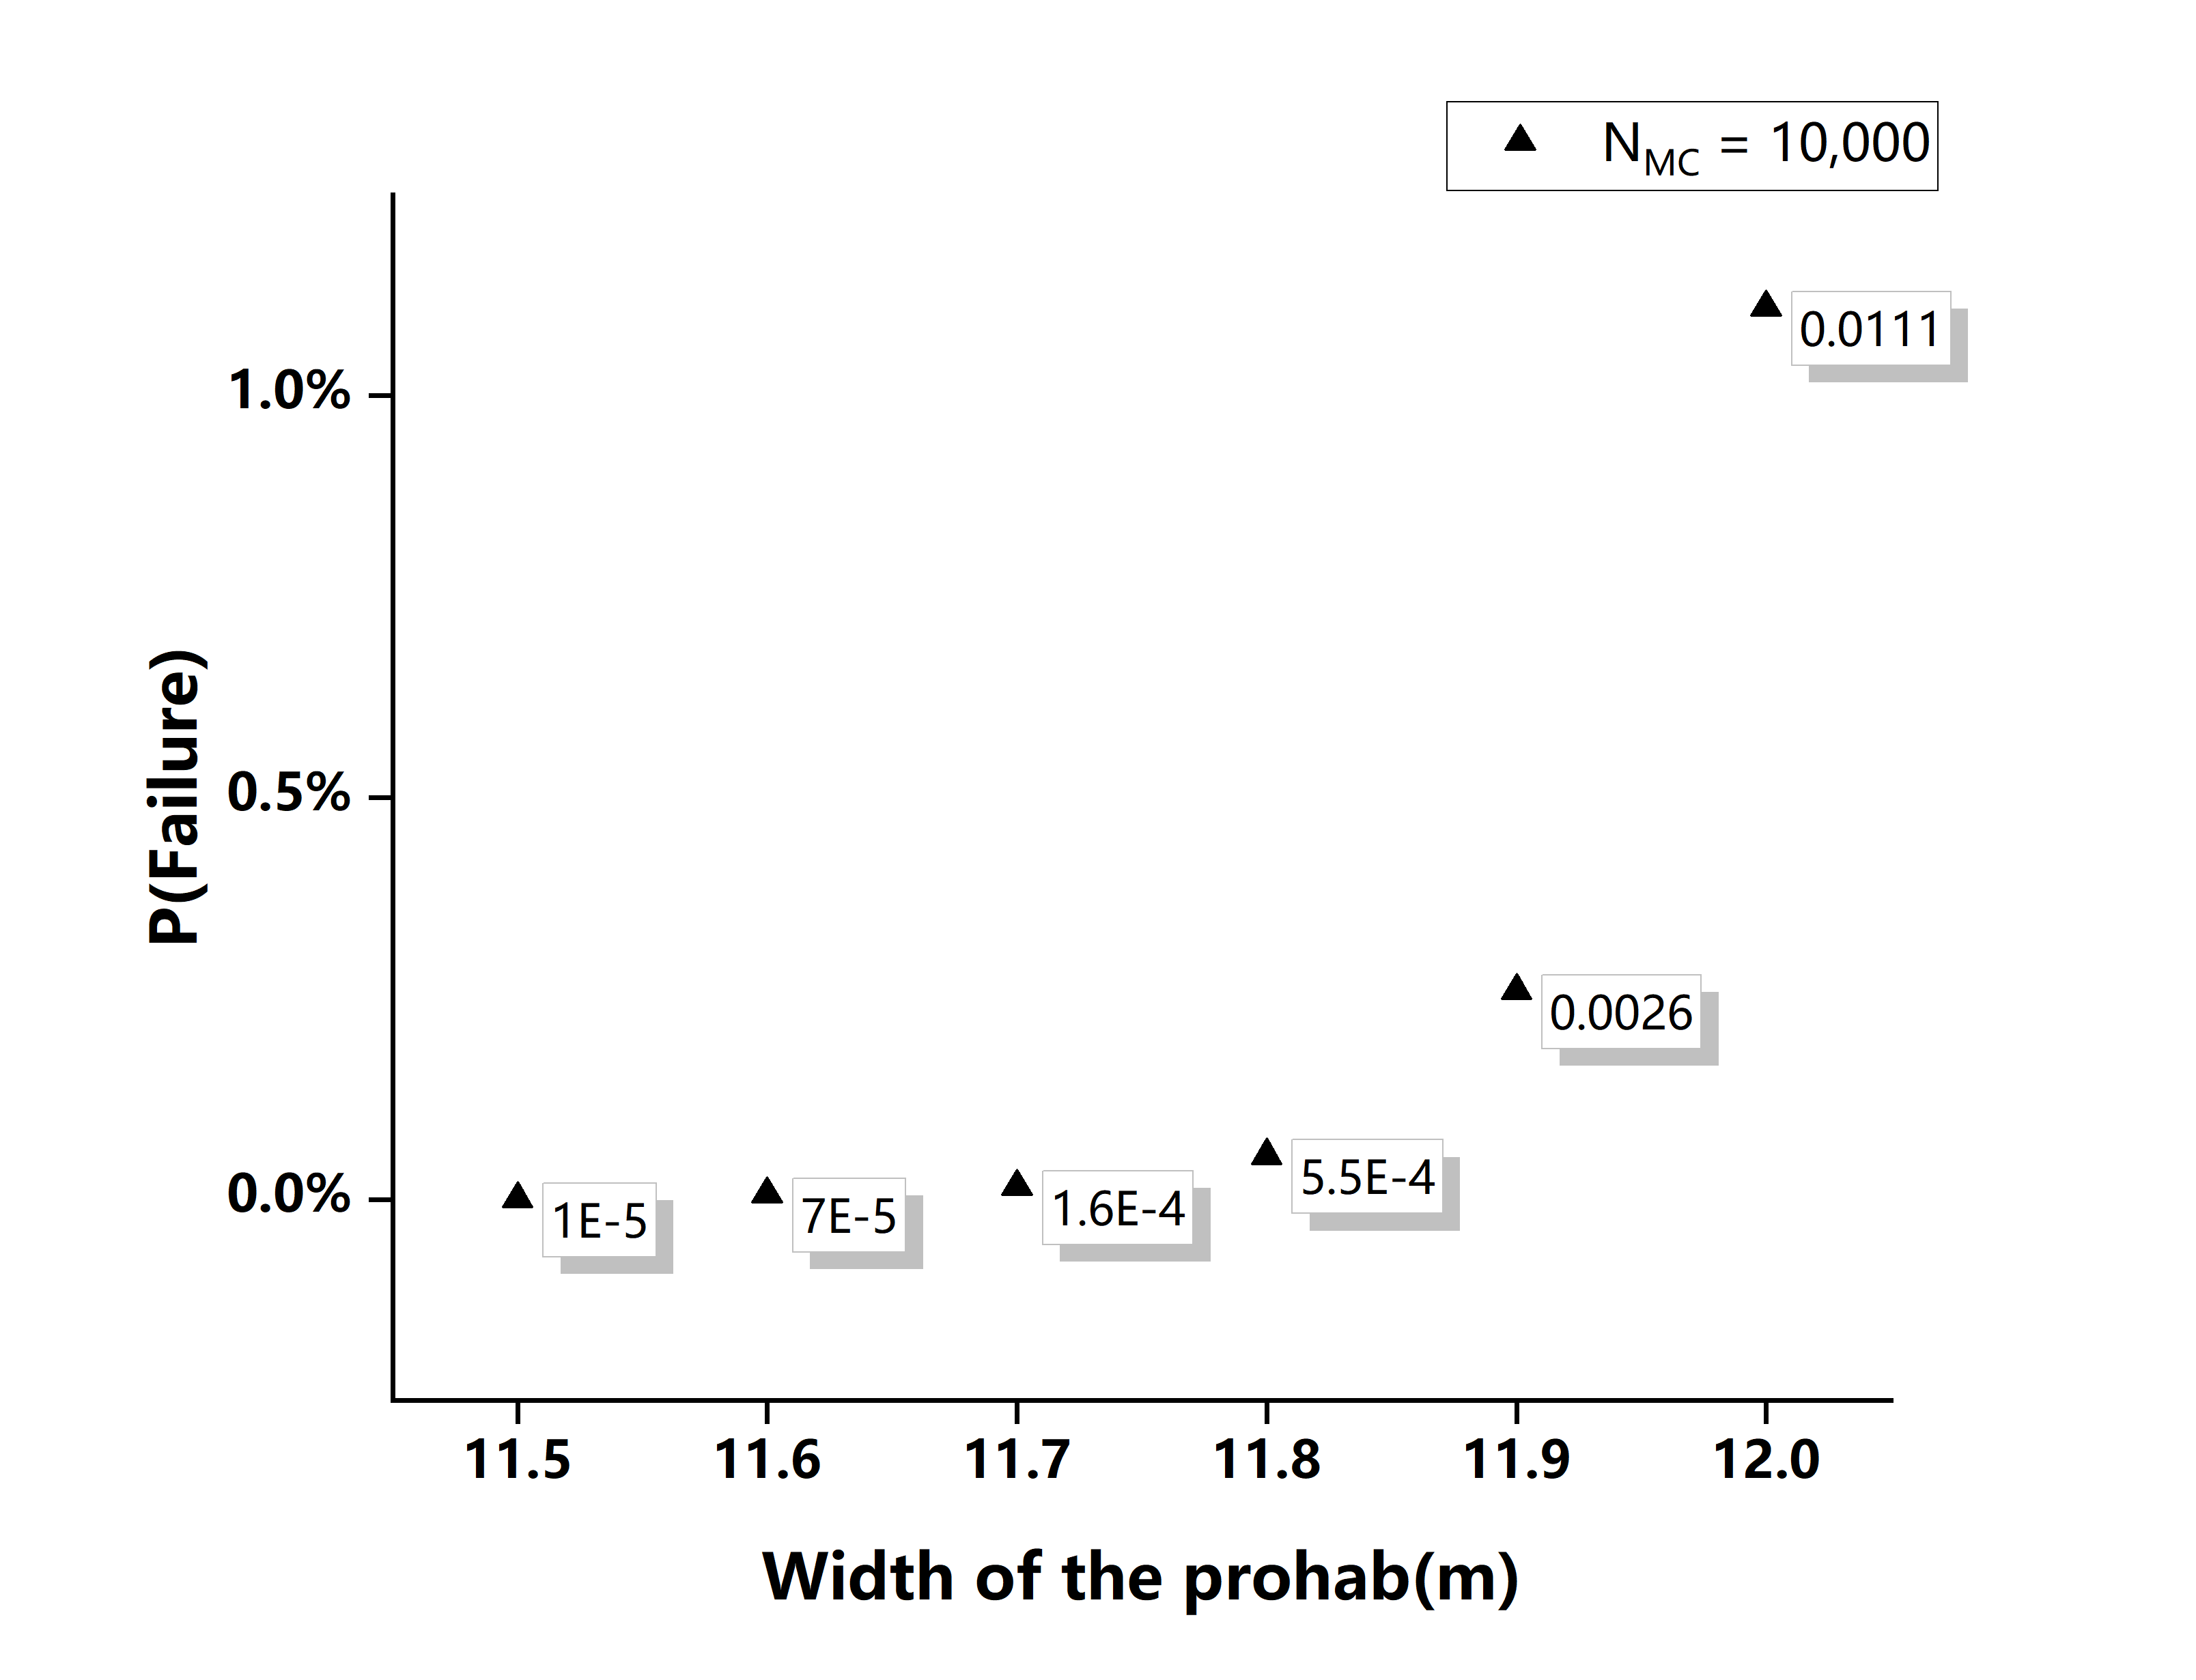 N_MC = 10,000
0.0111
1.0%
P(Failure)
0.5%
0.0026
0.0%
1E-5
7E-5
1.6E-4
5.5E-4
11.5 11.6 11.7 11.8 11.9 12.0
Width of the prohab(m)